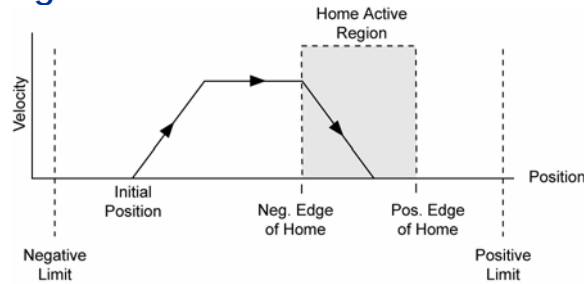 Home Active
Region
Velocity
Position
Initial
Position
Neg. Edge
of Home
Pos. Edge
of Home
Negative
Limit
Positive
Limit